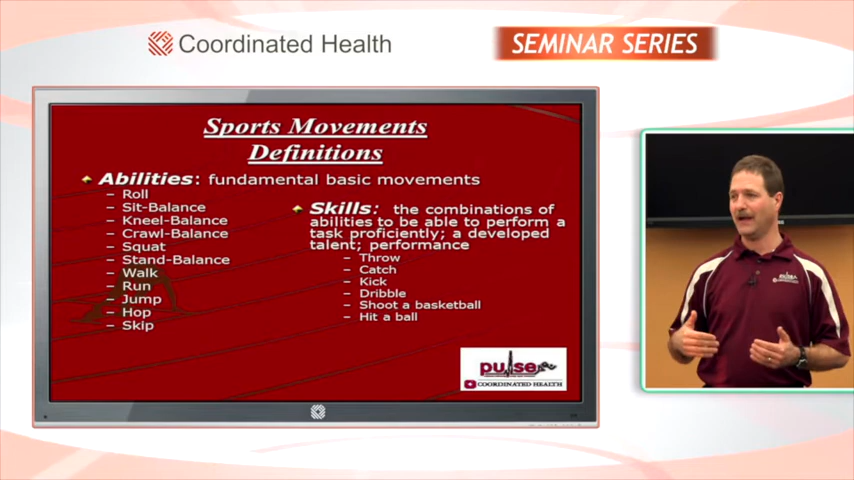 Coordinated Health
SEMINAR SERIES
Sports Movements
Definitions
Abilities: fundamental basic movements
– Roll
– Sit-Balance
– Kneel-Balance
– Crawl-Balance
– Squat
– Stand-Balance
– Walk
– Run
– Jump
– Hop
– Skip
Skills: the combinations of
abilities to be able to perform a
task proficiently; a developed
talent; performance
– Throw
– Catch
– Kick
– Dribble
– Shoot a basketball
– Hit a ball
pulse
COORDINATED HEALTH